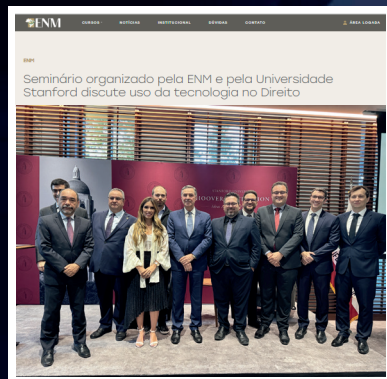 ENM
CURSOS
NOTÍCIAS
INSTITUCIONAL
DÚVIDAS
CONTATO
ÁREA LOGADA
ENM
Seminário organizado pela ENM e pela Universidade
Stanford discute uso da tecnologia no Direito
HOOVER INSTITUTION